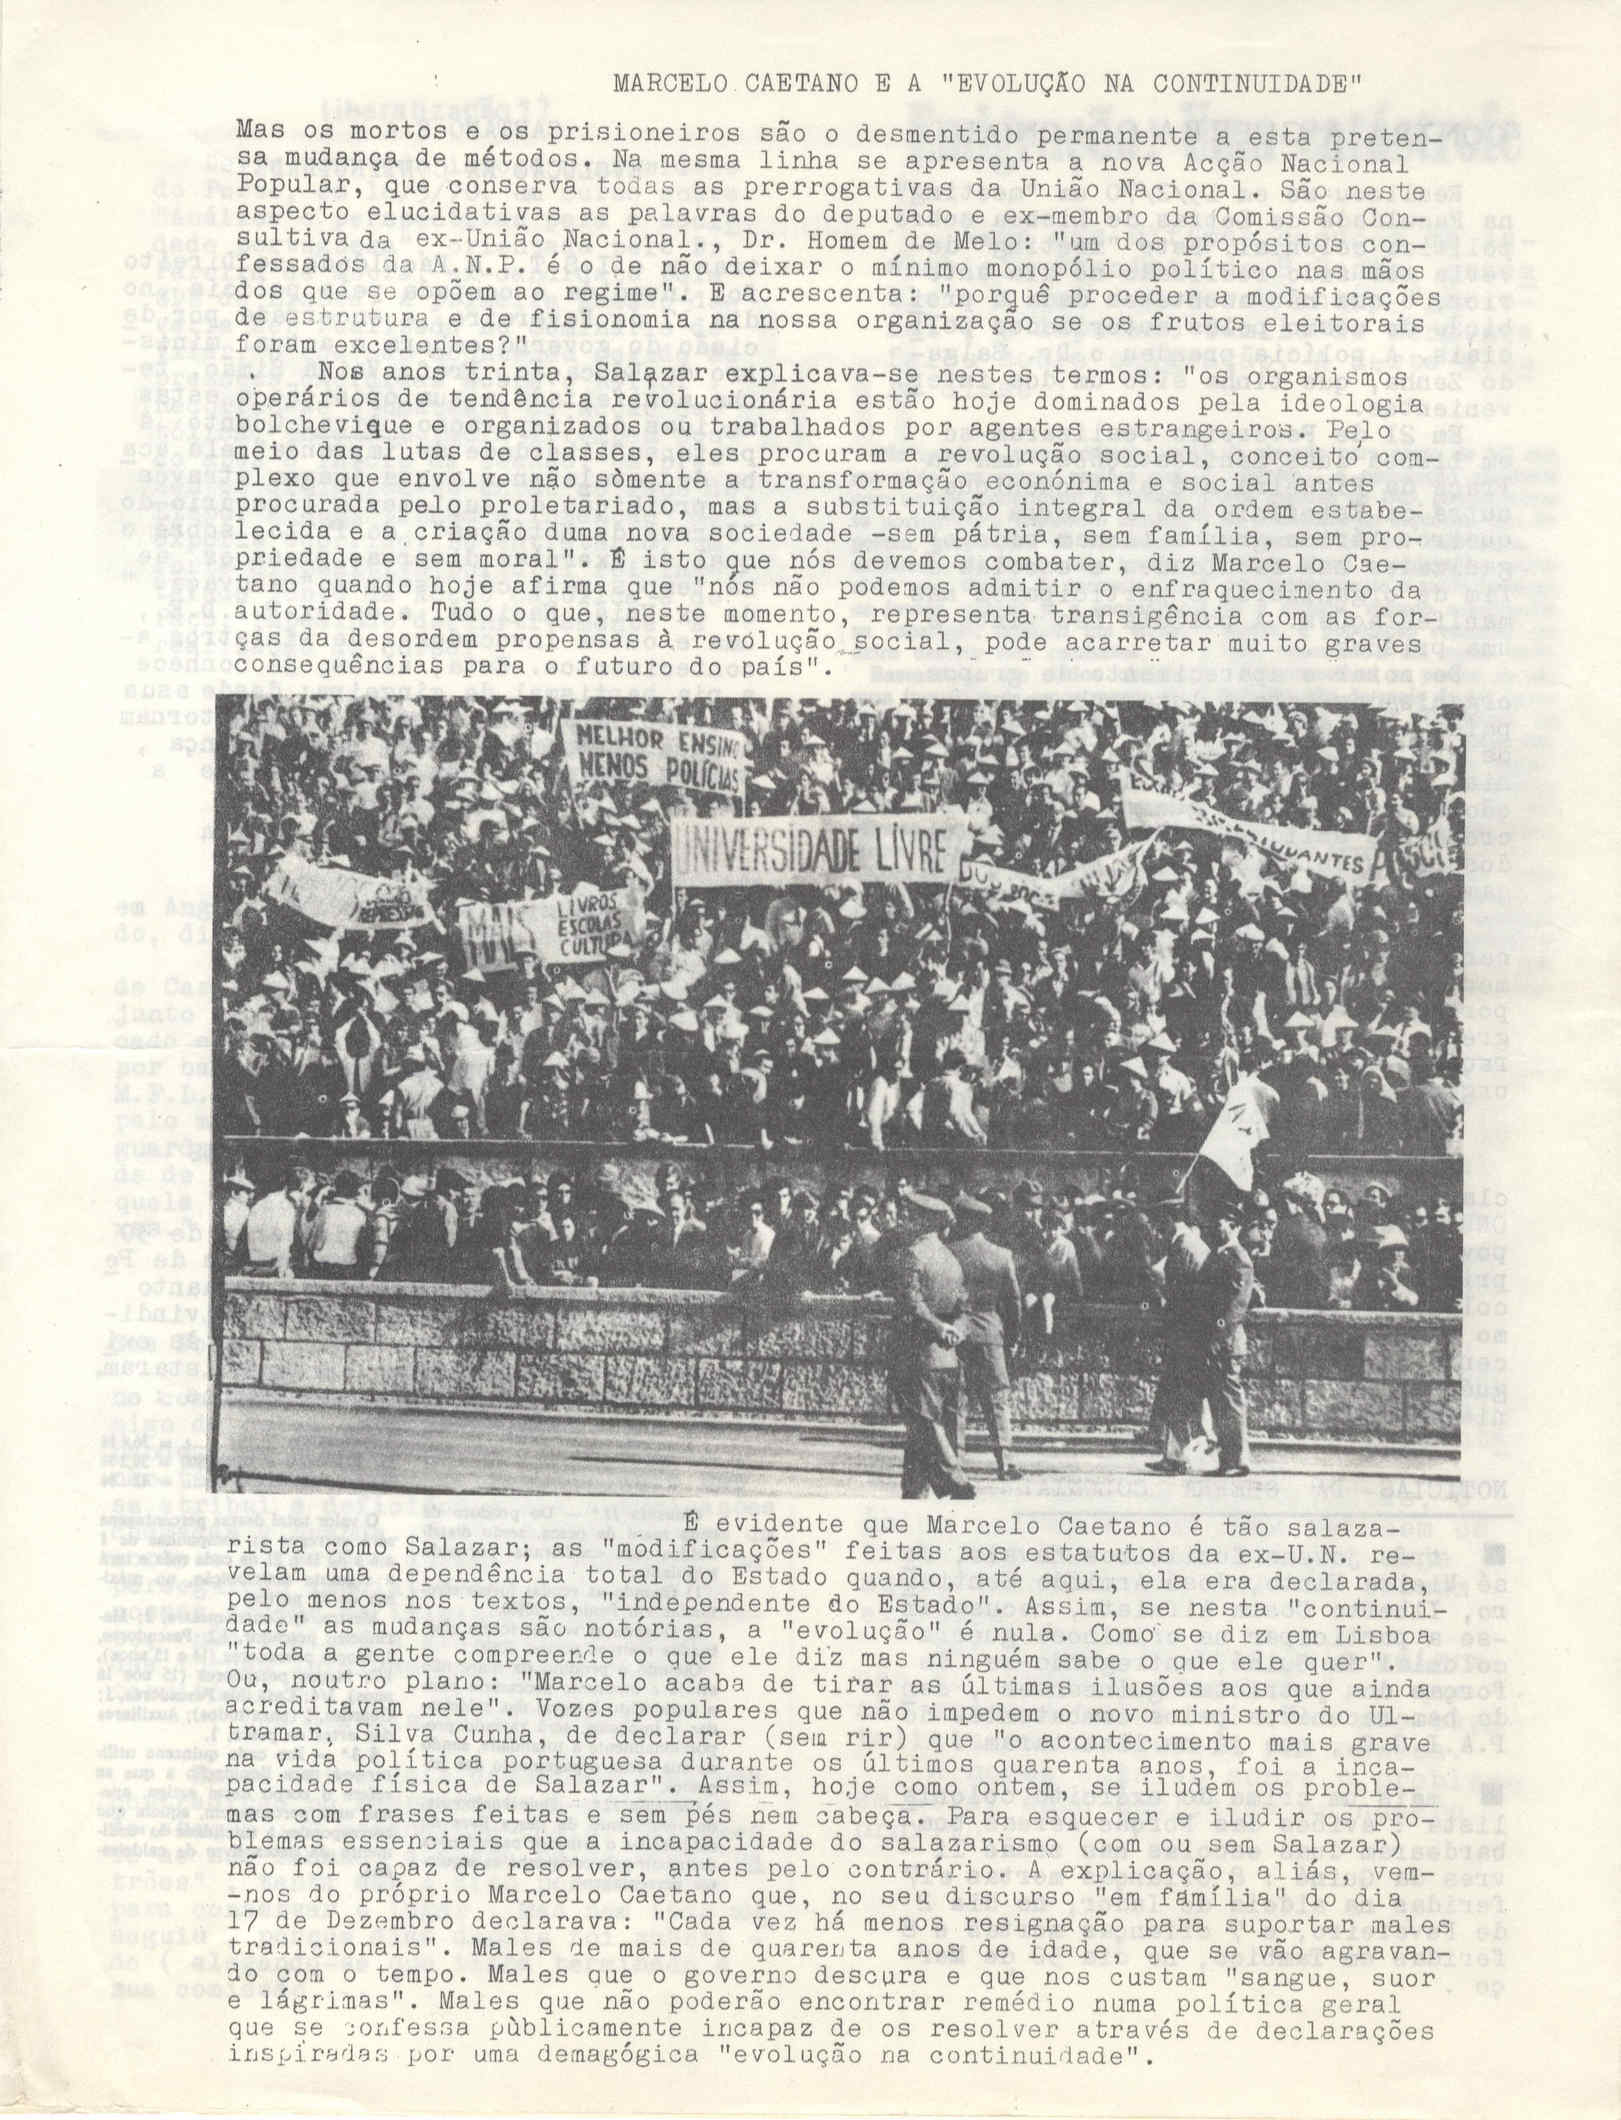 MARCELO CAETANO E A "EVOLUÇÃO NA CONTINUIDADE"
Mas os mortos e os prisioneiros são o desmentido permanente a esta preten-
sa mudança de métodos. Na mesma linha se apresenta a nova Acção Nacional
Popular, que conserva todas as prerrogativas da União Nacional. São neste
aspecto elucidativas as palavras do deputado e ex-membro da Comissão Con-
sultiva da ex-União Nacional., Dr. Homem de Melo: "um dos propósitos con-
fessados da A.N.P. é o de não deixar o mínimo monopólio político nas mãos
dos que se opõem ao regime". E acrescenta: "porquê proceder a modificações
de estrutura e de fisionomia na nossa organização se os frutos eleitorais
foram excelentes?"
Nos anos trinta, Salazar explicava-se nestes termos: "os organismos
operários de tendência revolucionária estão hoje dominados pela ideologia
bolchevique e organizados ou trabalhados por agentes estrangeiros. Pelo
meio das lutas de classes, eles procuram a revolução social, conceito com-
plexo que envolve não sòmente a transformação econónima e social antes
procurada pelo proletariado, mas a substituição integral da ordem estabe-
lecida e a criação duma nova sociedade -sem pátria, sem família, sem pro-
priedade e sem moral". É isto que nós devemos combater, diz Marcelo Cae-
tano quando hoje afirma que "nós não podemos admitir o enfraquecimento da
autoridade. Tudo o que, neste momento, representa transigência com as for-
ças da desordem propensas à revolução social, pode acarretar muito graves
consequências para o futuro do país".
MELHOR ENSINO
MENOS POLÍCIAS
UNIVERSIDADE LIVRE
ESTUDANTES
REPRESSÃO
MAIS LIVROS
ESCOLAS
CULTURA
É evidente que Marcelo Caetano é tão salaza-
rista como Salazar; as "modificações" feitas aos estatutos da ex-U.N. re-
velam uma dependência total do Estado quando, até aqui, ela era declarada,
pelo menos nos textos, "independente do Estado". Assim, se nesta "continui-
dade" as mudanças são notórias, a "evolução" é nula. Como se diz em Lisboa
"toda a gente compreende o que ele diz mas ninguém sabe o que ele quer".
Ou, noutro plano: "Marcelo acaba de tirar as últimas ilusões aos que ainda
acreditavam nele". Vozes populares que não impedem o novo ministro do Ul-
tramar, Silva Cunha, de declarar (sem rir) que "o acontecimento mais grave
na vida política portuguesa durante os últimos quarenta anos, foi a inca-
pacidade física de Salazar". Assim, hoje como ontem, se iludem os proble-
mas com frases feitas e sem pés nem cabeça. Para esquecer e iludir os pro-
blemas essenciais que a incapacidade do salazarismo (com ou sem Salazar)
não foi capaz de resolver, antes pelo contrário. A explicação, aliás, vem-
-nos do próprio Marcelo Caetano que, no seu discurso "em família" do dia
17 de Dezembro declarava: "Cada vez há menos resignação para suportar males
tradicionais". Males de mais de quarenta anos de idade, que se vão agravan-
do com o tempo. Males que o governo descura e que nos custam "sangue, suor
e lágrimas". Males que não poderão encontrar remédio numa política geral
que se confessa pùblicamente incapaz de os resolver através de declarações
inspiradas por uma demagógica "evolução na continuidade".